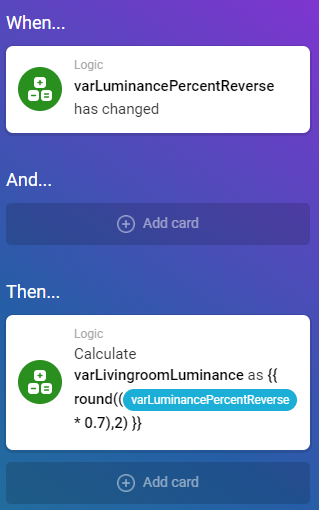 When...
Logic
varLuminancePercentReverse
has changed
And...
Add card
Then...
Logic
Calculate
varLivingroomLuminance as {{
round((varLuminancePercentReverse
* 0.7),2) }}
Add card